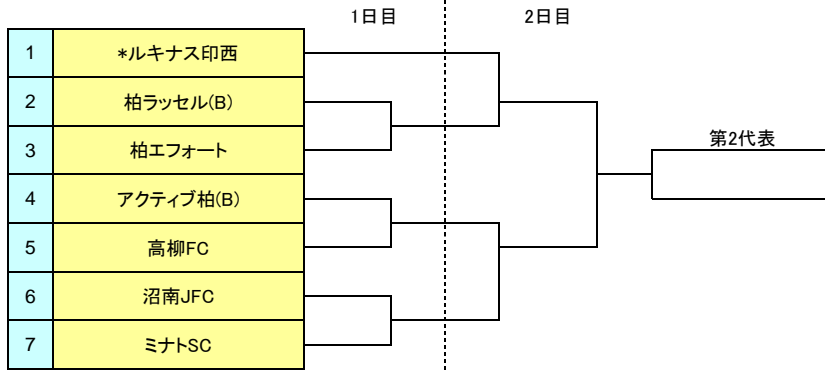 1日目 2日目
1 *ルキナス印西
2 柏ラッセル(B)
3 柏エフォート
第2代表
4 アクティブ柏(B)
5 高柳FC
6 沼南JFC
7 ミナトSC